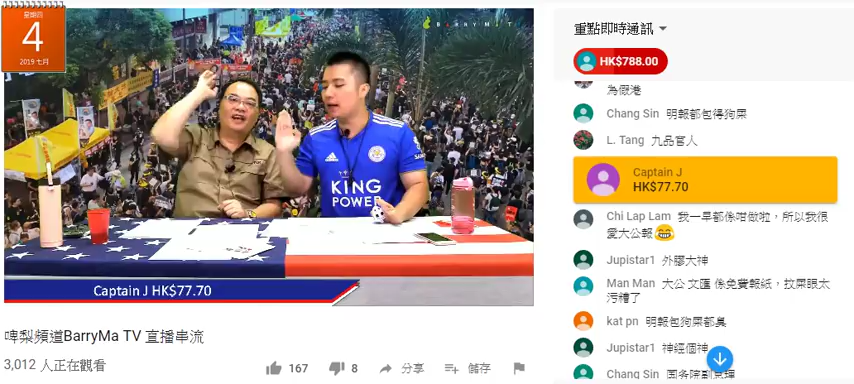 星期四
4
2019 七月
BARRYMA TV
KING
POWER
Captain J HK$77.70
啤梨頻道BarryMa TV 直播串流
3,012 人正在觀看
167
8
分享
儲存
重點即時通訊
HK$788.00
為假港
Chang Sin 明報都包得狗屎
L. Tang 九品官人
Captain J
HK$77.70
Chi Lap Lam 我一早都係咁做啦，所以我很
愛大公報😂
Jupistar1 外膠大神
Man Man 大公 文匯 係免費報紙，抆屎眼太
污糟了
kat pn 明報包狗屎都臭
Jupistar1 神經個神
Chang Sin